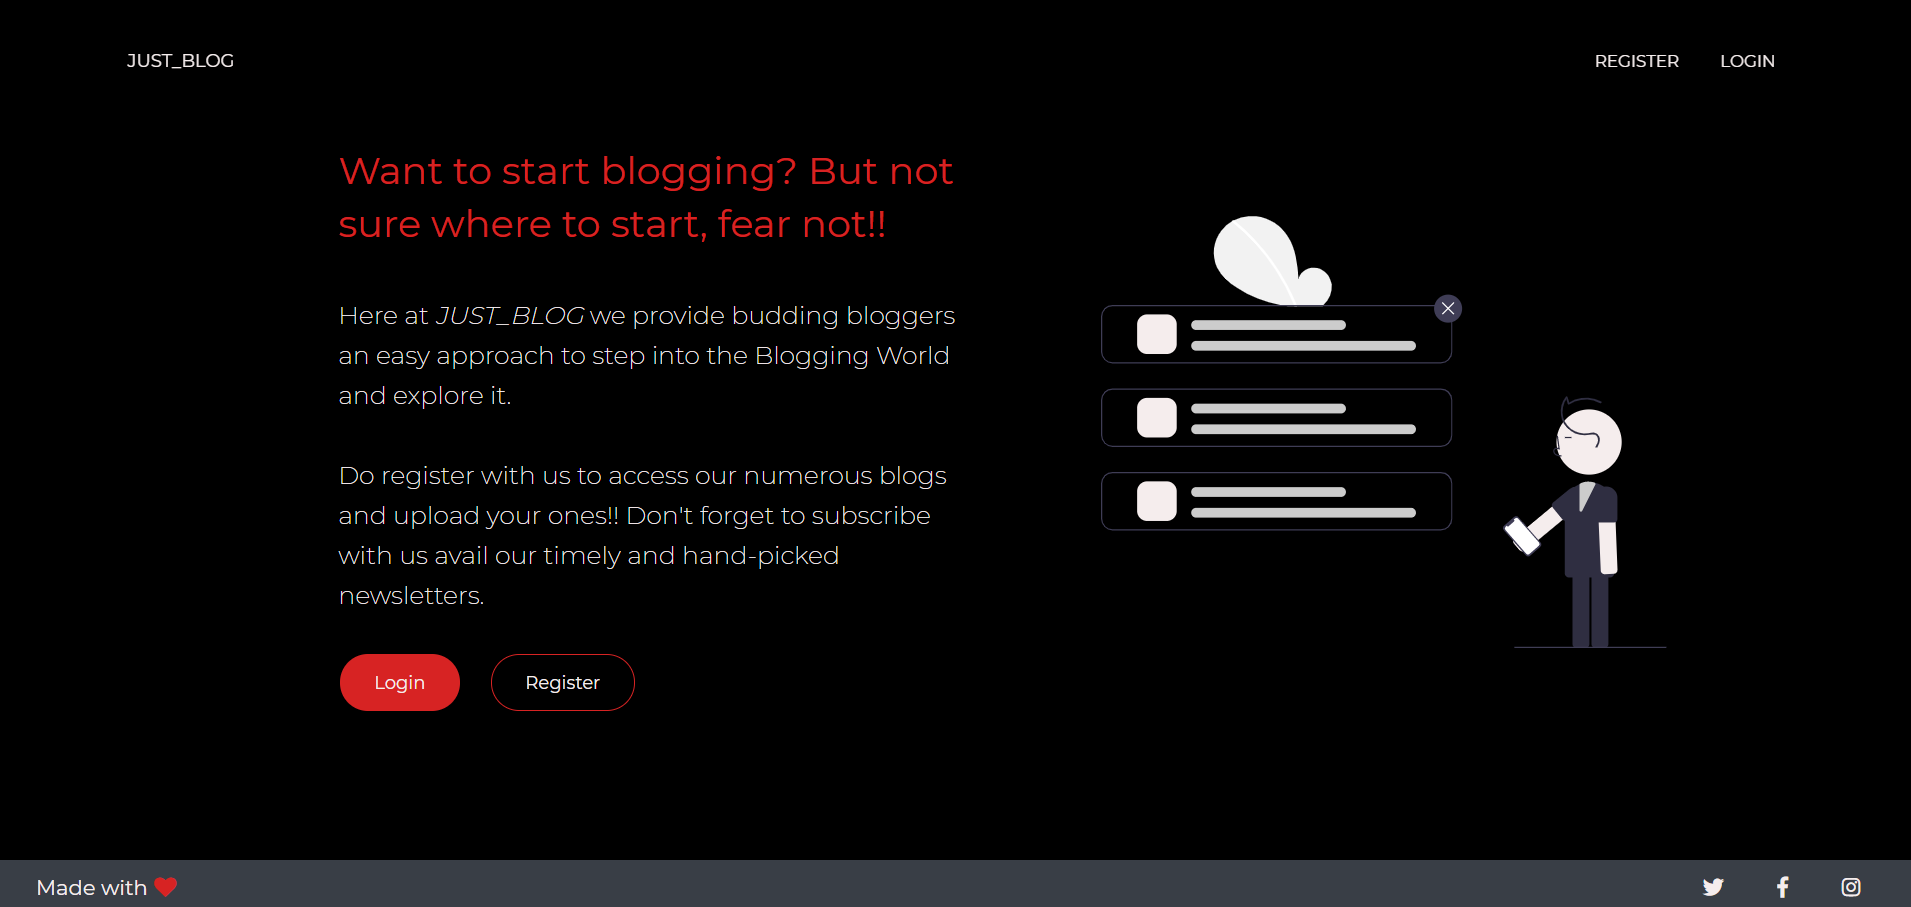 JUST_BLOG
REGISTER
LOGIN
Want to start blogging? But not
sure where to start, fear not!!
Here at JUST_BLOG we provide budding bloggers
an easy approach to step into the Blogging World
and explore it.
Do register with us to access our numerous blogs
and upload your ones!! Don't forget to subscribe
with us avail our timely and hand-picked
newsletters.
Login
Register
Made with